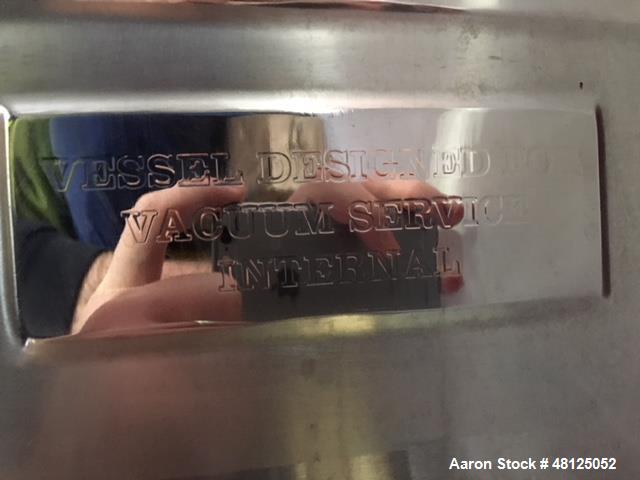 VESSEL DESIGNED
VACUUM SERVICE
INTERNAL
Aaron Stock # 48125052